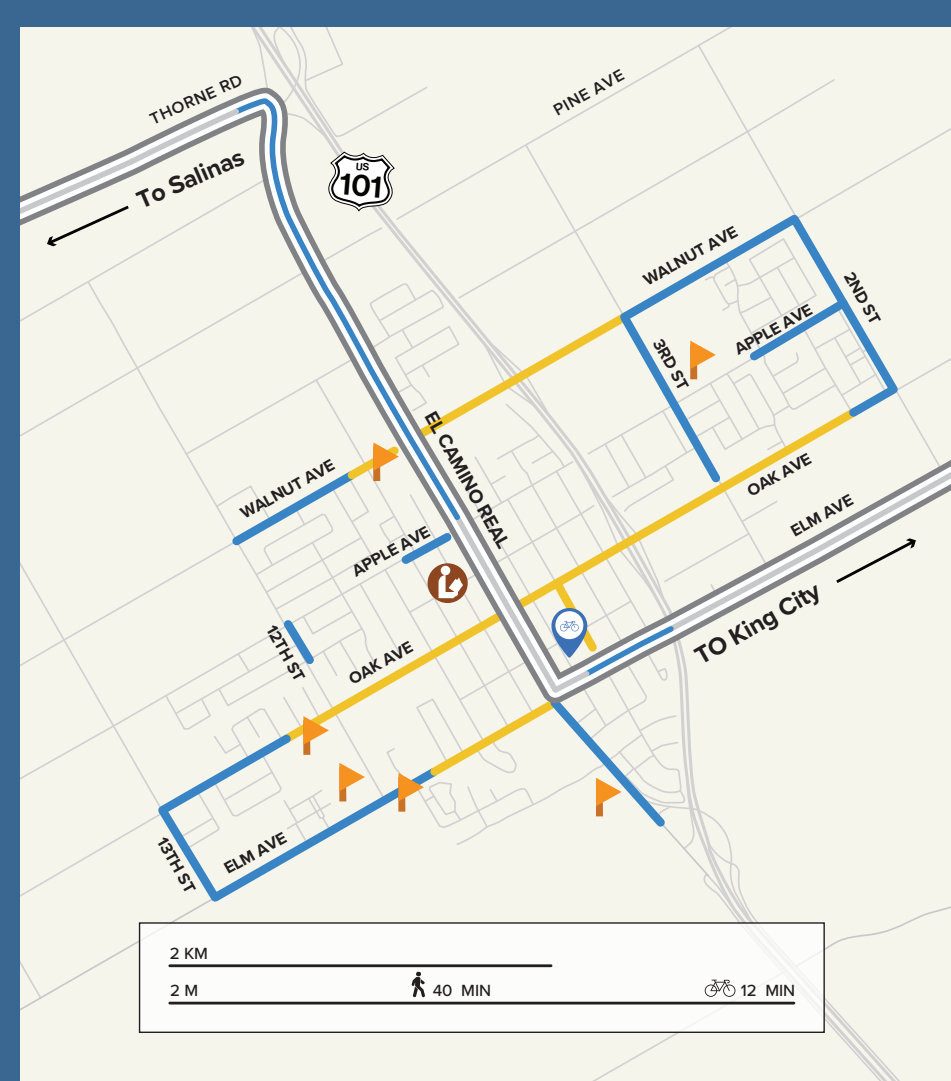 THORNE RD
PINE AVE
To Salinas
US
101
WALNUT AVE
2ND ST
APPLE AVE
3RD ST
EL CAMINO REAL
WALNUT AVE
OAK AVE
ELM AVE
APPLE AVE
TO King City
12TH ST
OAK AVE
13TH ST
ELM AVE
2 KM
2 M 40 MIN 12 MIN